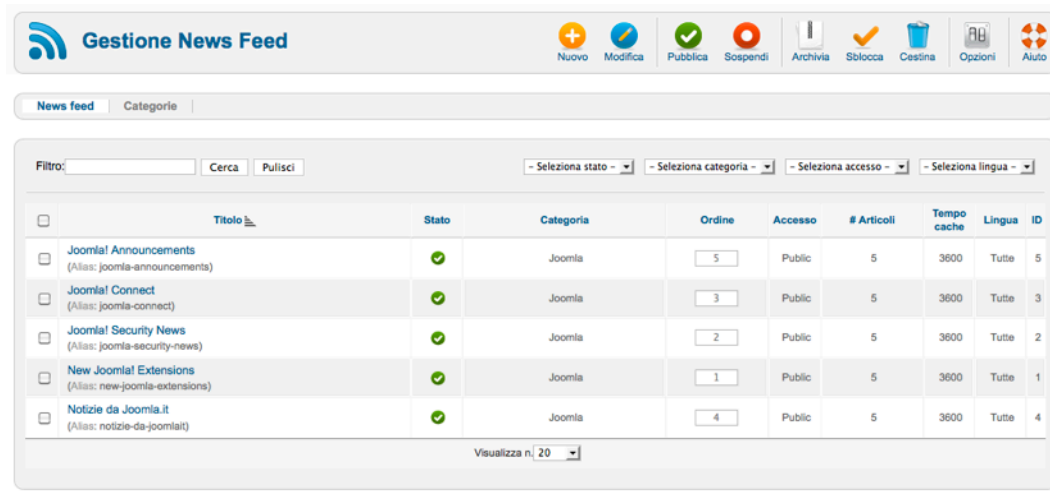 Gestione News Feed
Nuovo Modifica Pubblica Sospendi Archivia Sblocca Cestina Opzioni Aiuto
News feed Categorie
Filtro: Cerca Pulisci - Seleziona stato - - Seleziona categoria - - Seleziona accesso - - Seleziona lingua -
Titolo Stato Categoria Ordine Accesso # Articoli Tempo cache Lingua ID
Joomla! Announcements
(Alias: joomla-announcements) Joomla 5 Public 5 3600 Tutte 5
Joomla! Connect
(Alias: joomla-connect) Joomla 3 Public 5 3600 Tutte 3
Joomla! Security News
(Alias: joomla-security-news) Joomla 2 Public 5 3600 Tutte 2
New Joomla! Extensions
(Alias: new-joomla-extensions) Joomla 1 Public 5 3600 Tutte 1
Notizie da Joomla.it
(Alias: notizie-da-joomlait) Joomla 4 Public 5 3600 Tutte 4
Visualizza n. 20